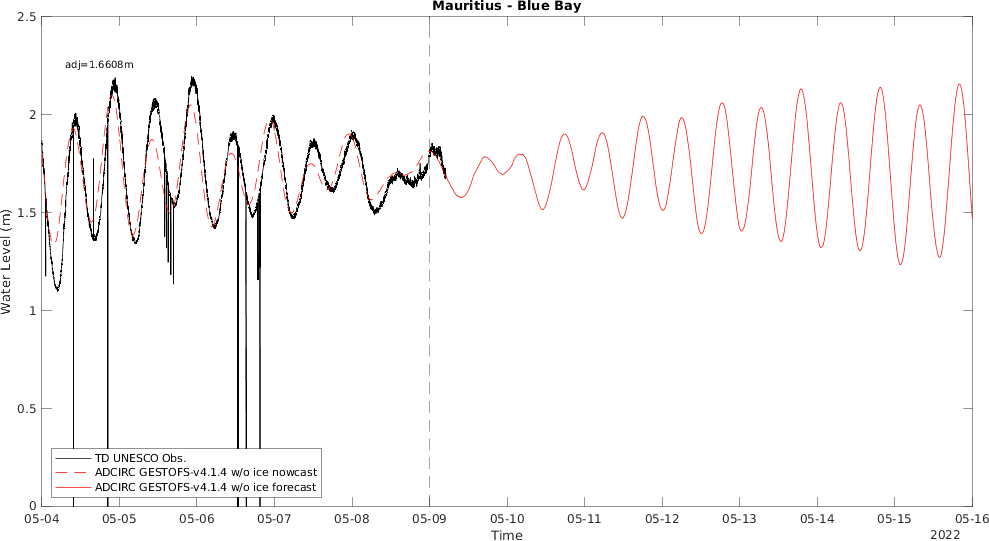 Mauritius - Blue Bay
2.5
adj=1.6608m
2
1.5
Water Level (m)
1
0.5
TD UNESCO Obs.
ADCIRC GESTOFS-v4.1.4 w/o ice nowcast
ADCIRC GESTOFS-v4.1.4 w/o ice forecast
0
05-04 05-05 05-06 05-07 05-08 05-09 05-10 05-11 05-12 05-13 05-14 05-15 05-16
Time
2022